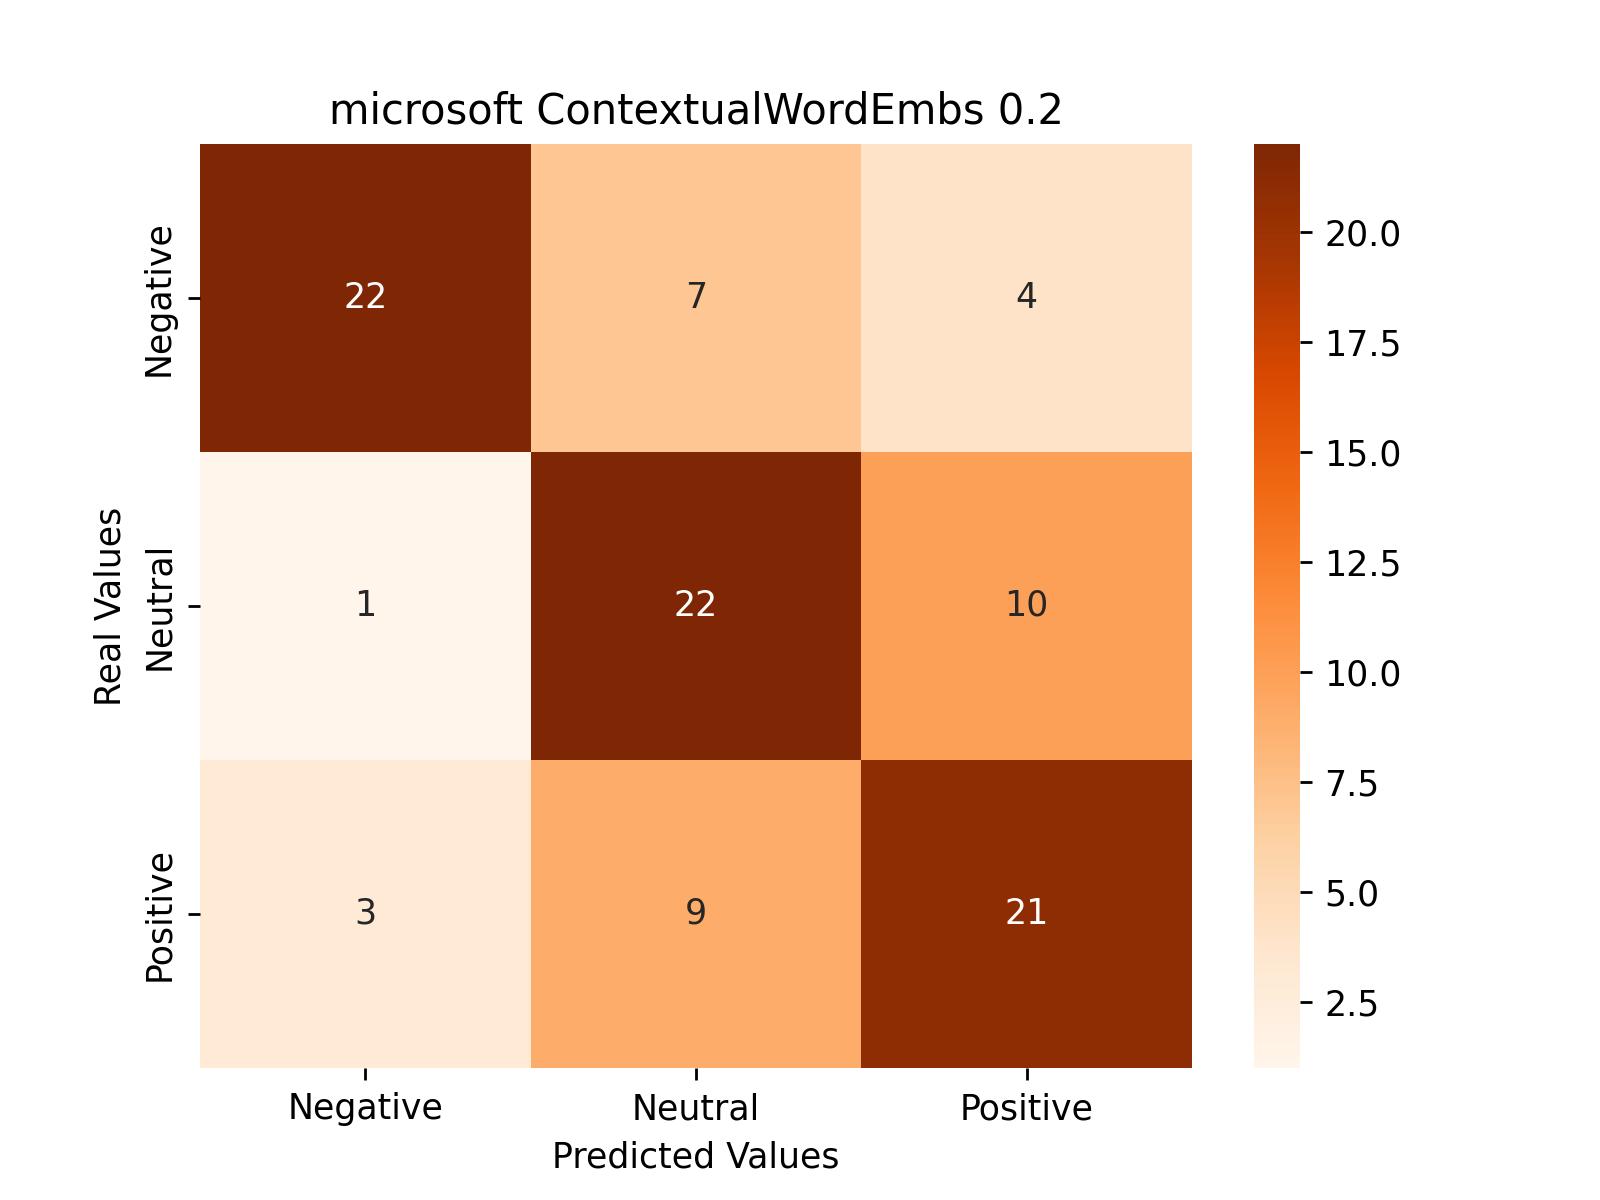 microsoft ContextualWordEmbs 0.2
Real Values
Negative
22 7 4
Neutral
1 22 10
Positive
3 9 21
Negative Neutral Positive
Predicted Values
20.0
17.5
15.0
12.5
10.0
7.5
5.0
2.5